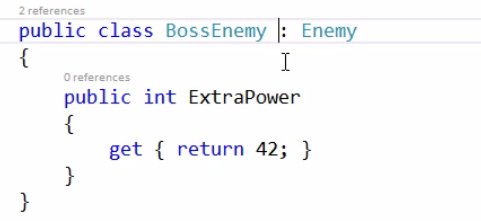 2 references
public class BossEnemy : Enemy
{
0 references
public int ExtraPower
{
get { return 42; }
}
}